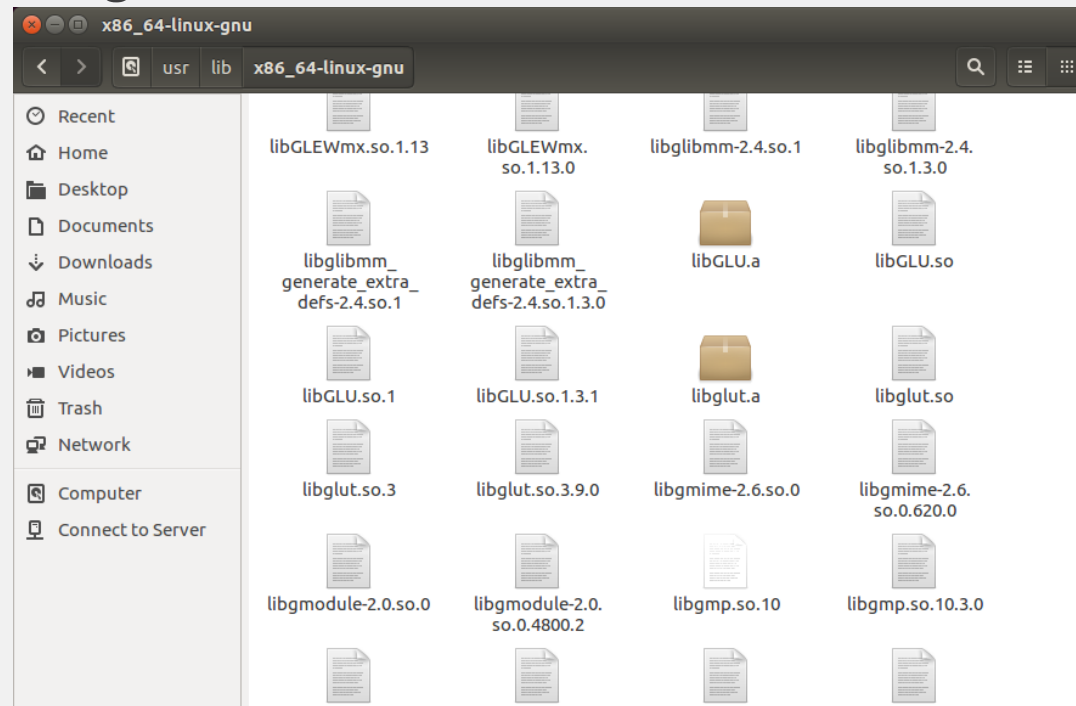 x86_64-linux-gnu
usr lib x86_64-linux-gnu
Recent
Home
Desktop
Documents
Downloads
Music
Pictures
Videos
Trash
Network
Computer
Connect to Server
libGLEWmx.so.1.13
libGLEWmx.
so.1.13.0
libglibmm-2.4.so.1
libglibmm-2.4.
so.1.3.0
libglibmm_
generate_extra_
defs-2.4.so.1
libglibmm_
generate_extra_
defs-2.4.so.1.3.0
libGLU.a
libGLU.so
libGLU.so.1
libGLU.so.1.3.1
libglut.a
libglut.so
libglut.so.3
libglut.so.3.9.0
libgmime-2.6.so.0
libgmime-2.6.
so.0.620.0
libgmodule-2.0.so.0
libgmodule-2.0.
so.0.4800.2
libgmp.so.10
libgmp.so.10.3.0